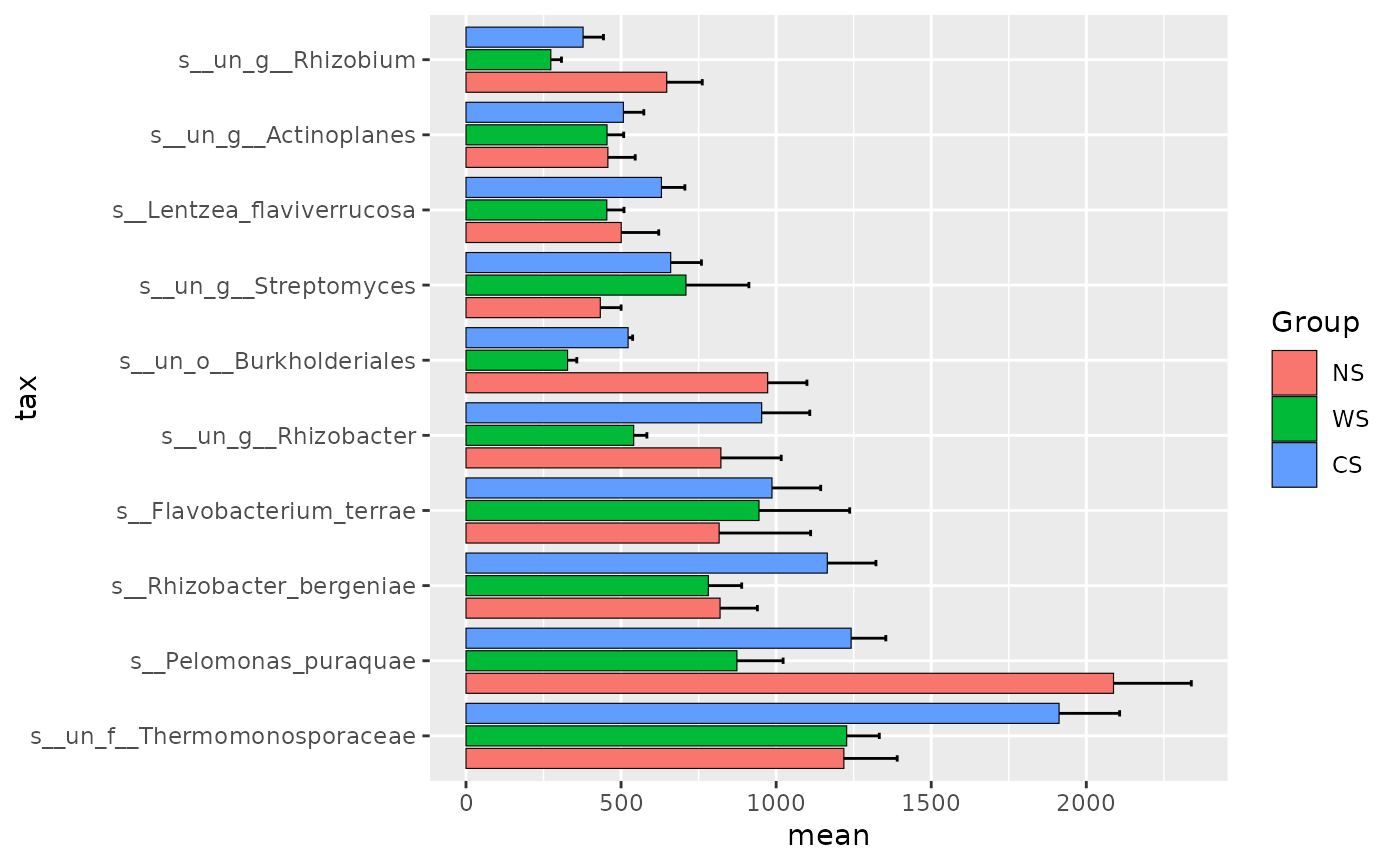 s__un_g__Rhizobium
s__un_g__Actinoplanes
s__Lentzea_flaviverrucosa
s__un_g__Streptomyces
s__un_o__Burkholderiales
s__un_g__Rhizobacter
s__Flavobacterium_terrae
s__Rhizobacter_bergeniae
s__Pelomonas_puraquae
s__un_f__Thermomonosporaceae
tax
0 500 1000 1500 2000
mean
Group
NS
WS
CS